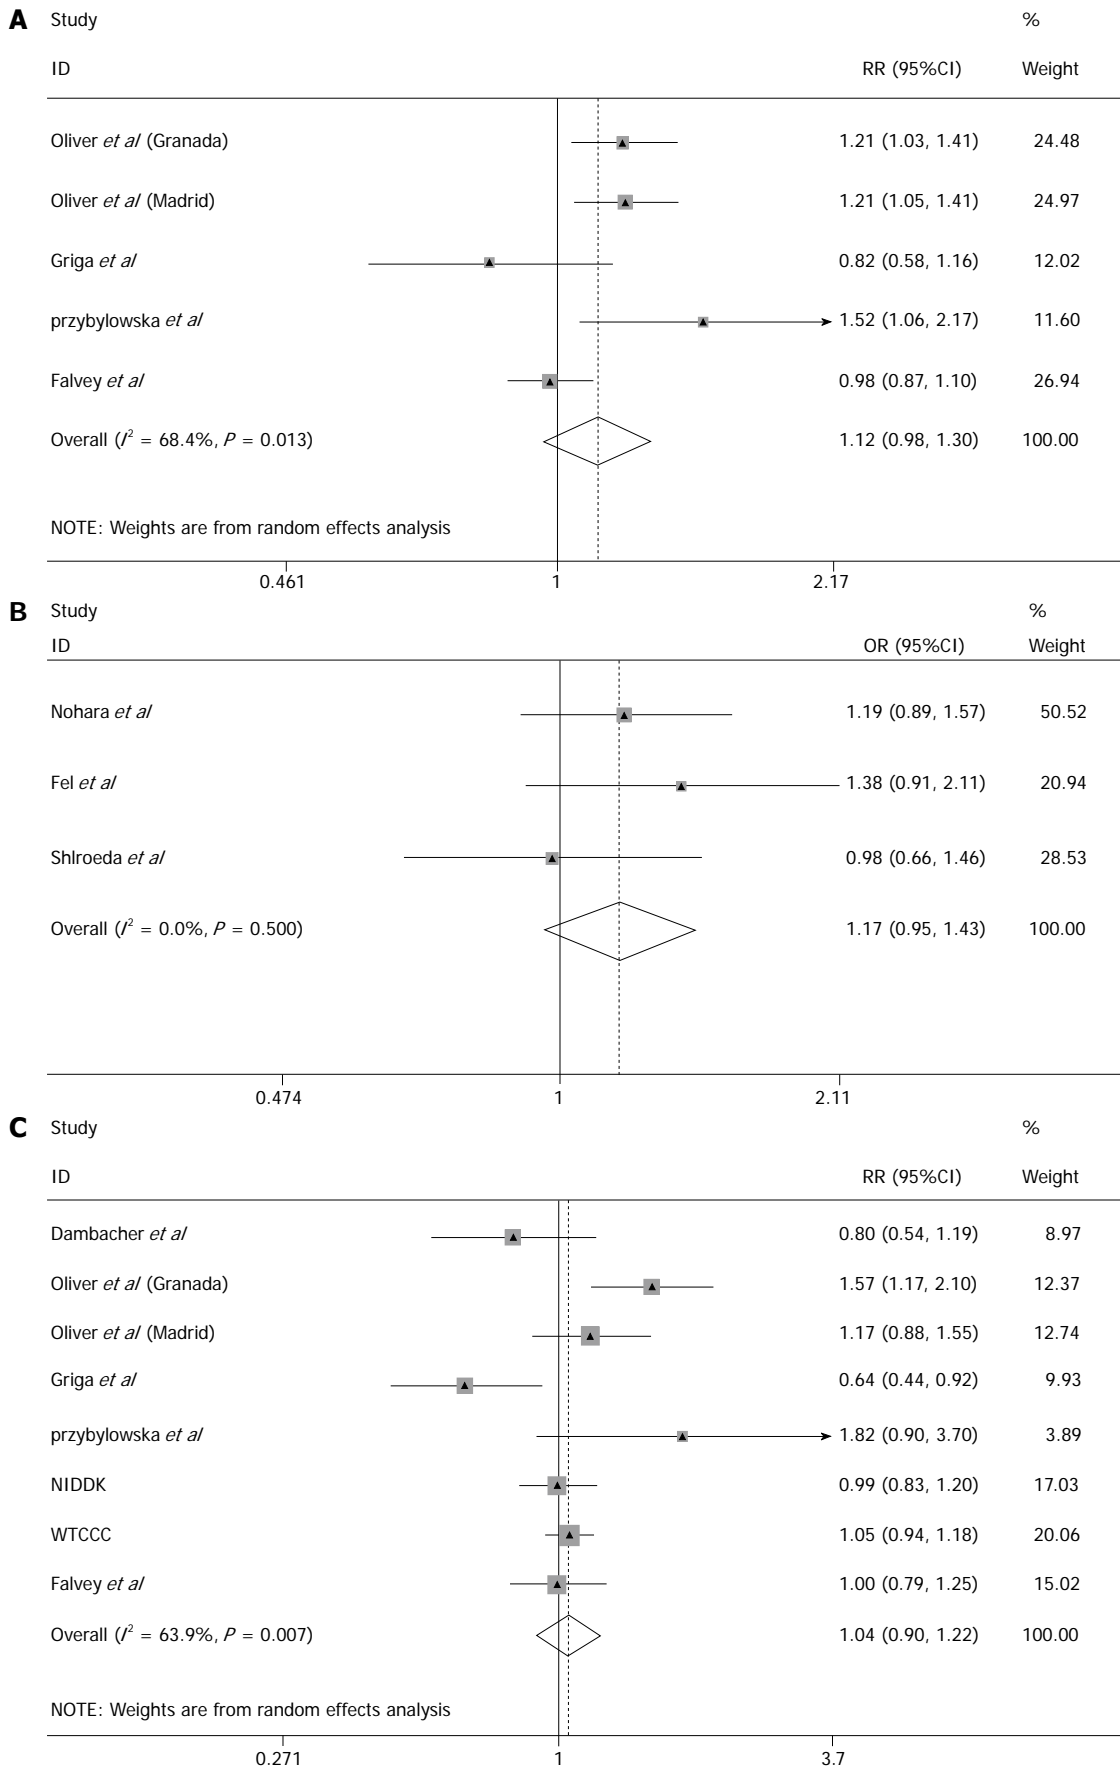 A Study %
ID RR (95%CI) Weight
Oliver et al (Granada) 1.21 (1.03, 1.41) 24.48
Oliver et al (Madrid) 1.21 (1.05, 1.41) 24.97
Griga et al 0.82 (0.58, 1.16) 12.02
przybylowska et al 1.52 (1.06, 2.17) 11.60
Falvey et al 0.98 (0.87, 1.10) 26.94
Overall (I² = 68.4%, P = 0.013) 1.12 (0.98, 1.30) 100.00
NOTE: Weights are from random effects analysis
0.461 1 2.17
B Study %
ID OR (95%CI) Weight
Nohara et al 1.19 (0.89, 1.57) 50.52
Fel et al 1.38 (0.91, 2.11) 20.94
Shlroeda et al 0.98 (0.66, 1.46) 28.53
Overall (I² = 0.0%, P = 0.500) 1.17 (0.95, 1.43) 100.00
0.474 1 2.11
C Study %
ID RR (95%CI) Weight
Dambacher et al 0.80 (0.54, 1.19) 8.97
Oliver et al (Granada) 1.57 (1.17, 2.10) 12.37
Oliver et al (Madrid) 1.17 (0.88, 1.55) 12.74
Griga et al 0.64 (0.44, 0.92) 9.93
przybylowska et al 1.82 (0.90, 3.70) 3.89
NIDDK 0.99 (0.83, 1.20) 17.03
WTCCC 1.05 (0.94, 1.18) 20.06
Falvey et al 1.00 (0.79, 1.25) 15.02
Overall (I² = 63.9%, P = 0.007) 1.04 (0.90, 1.22) 100.00
NOTE: Weights are from random effects analysis
0.271 1 3.7